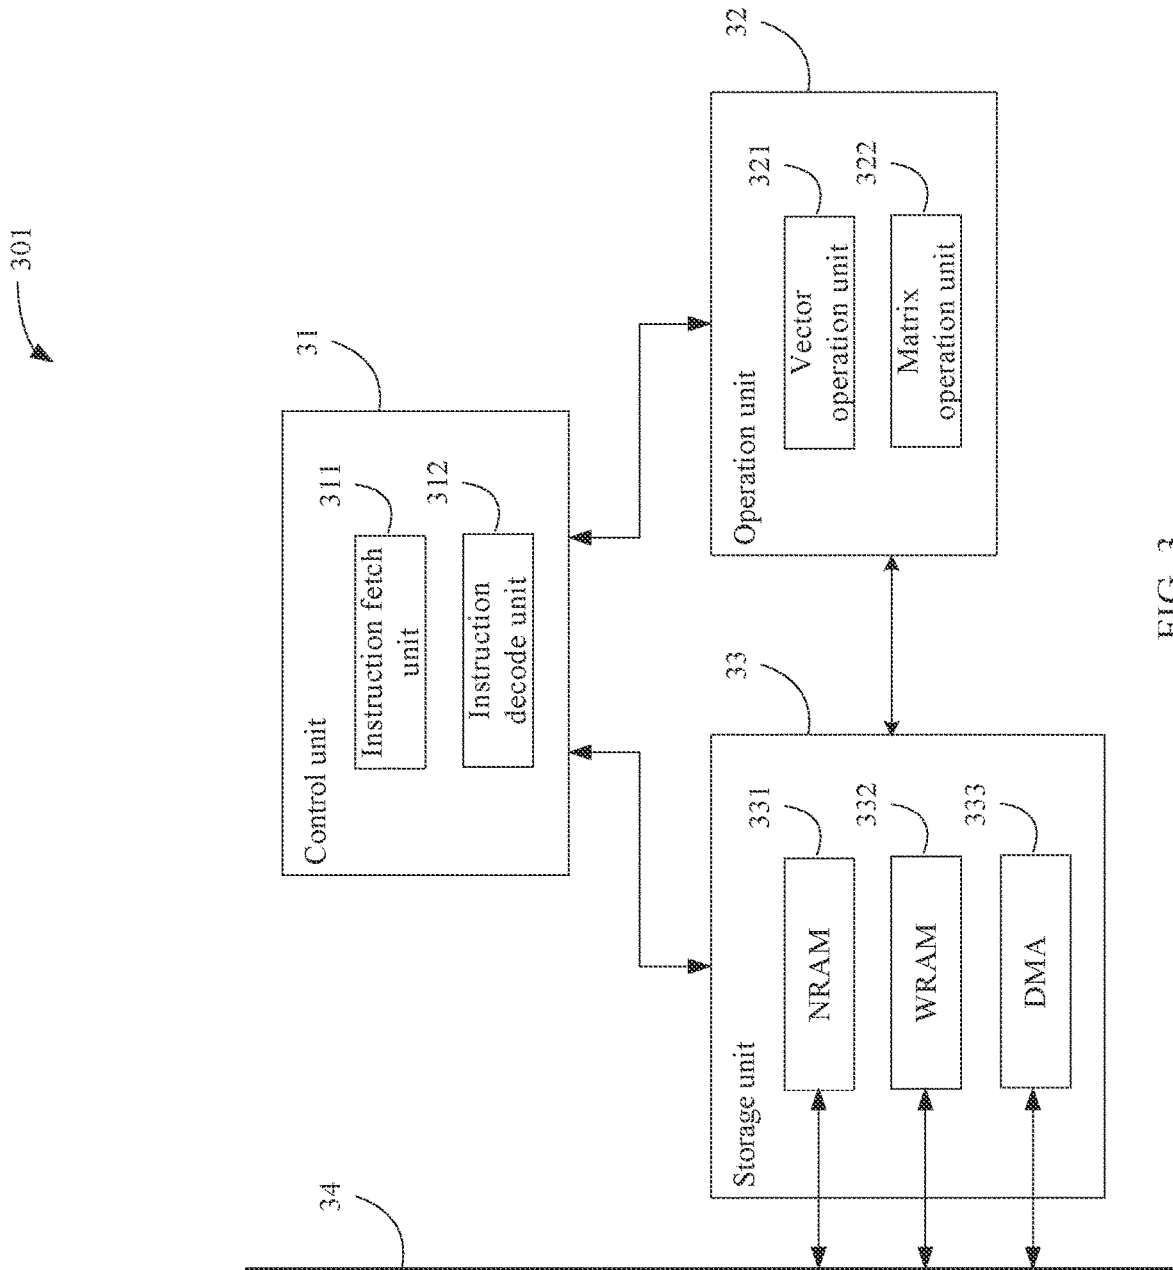 301
31
Control unit
311
Instruction fetch
unit
312
Instruction
decode unit
32
Operation unit
321
Vector
operation unit
322
Matrix
operation unit
33
Storage unit
331
NRAM
332
WRAM
333
DMA
34
FIG. 3